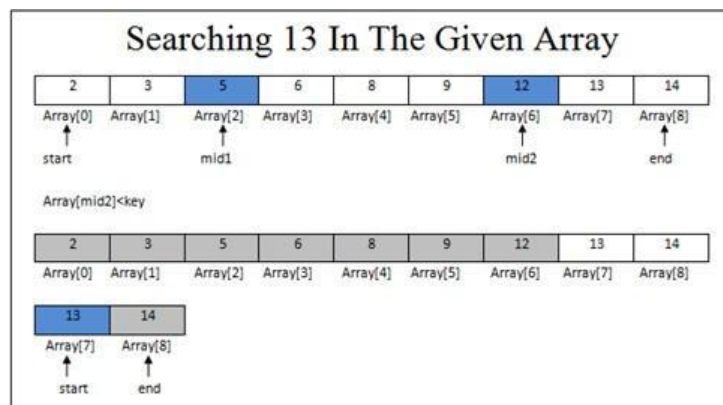 Searching 13 In The Given Array
2 3 5 6 8 9 12 13 14
Array[0] Array[1] Array[2] Array[3] Array[4] Array[5] Array[6] Array[7] Array[8]
start mid1 mid2 end
Array[mid2]<key
2 3 5 6 8 9 12 13 14
Array[0] Array[1] Array[2] Array[3] Array[4] Array[5] Array[6] Array[7] Array[8]
13 14
Array[7] Array[8]
start end